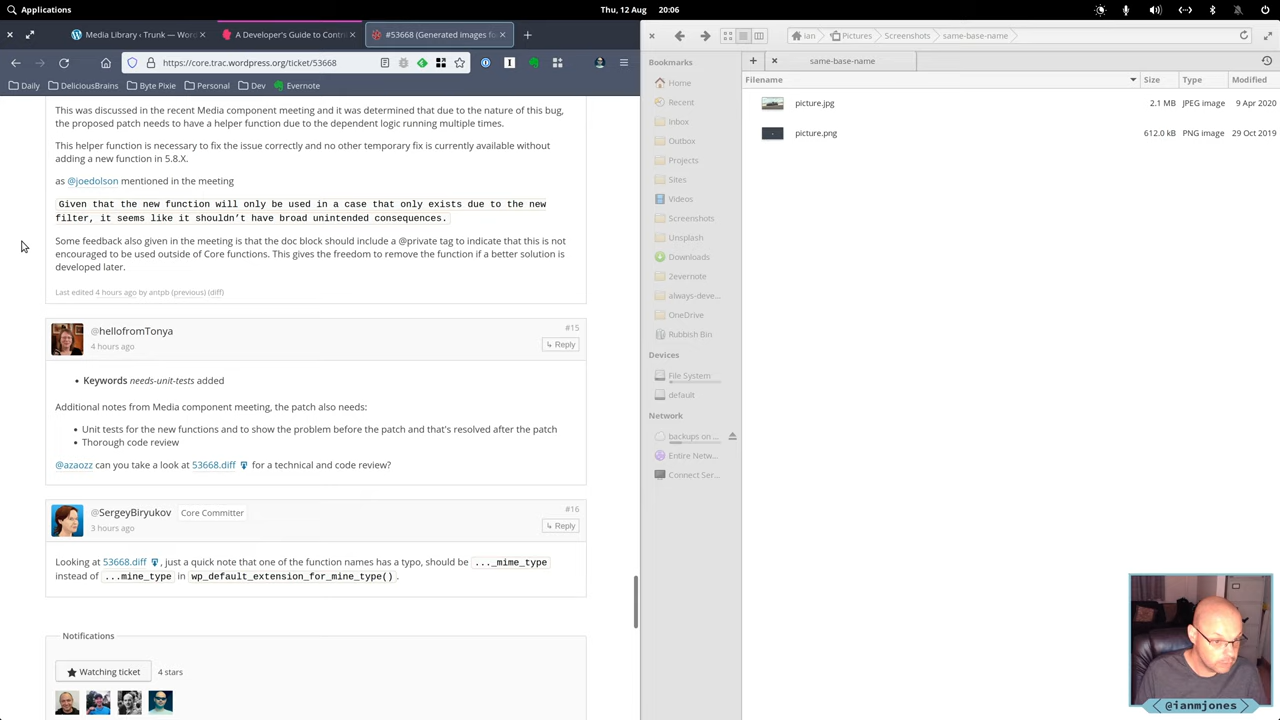 Applications
Thu, 12 Aug 20:06
Media Library ‹ Trunk — Word
A Developer's Guide to Contri
#53668 (Generated images fo
https://core.trac.wordpress.org/ticket/53668
Daily
DeliciousBrains
Byte Pixie
Dev
Evernote
This was discussed in the recent Media component meeting and it was determined that due to the nature of this bug,
the proposed patch needs to have a helper function due to the dependent logic running multiple times.
This helper function is necessary to fix the issue correctly and no other temporary fix is currently available without
adding a new function in 5.8.X.
as @joedolson mentioned in the meeting
Given that the new function will only be used in a case that only exists due to the new
filter, it seems like it shouldn’t have broad unintended consequences.
Some feedback also given in the meeting is that the doc block should include a @private tag to indicate that this is not
encouraged to be used outside of Core functions. This gives the freedom to remove the function if a better solution is
developed later.
Last edited 4 hours ago by antpb (previous) (diff)
@hellofromTonya
#15
4 hours ago
↳ Reply
• Keywords needs-unit-tests added
Additional notes from Media component meeting, the patch also needs:
• Unit tests for the new functions and to show the problem before the patch and that's resolved after the patch
• Thorough code review
@azaozz can you take a look at 53668.diff for a technical and code review?
@SergeyBiryukov Core Committer
#16
3 hours ago
↳ Reply
Looking at 53668.diff , just a quick note that one of the function names has a typo, should be ..._mime_type
instead of ...mine_type in wp_default_extension_for_mine_type().
Notifications
★ Watching ticket
4 stars
ian
Pictures
Screenshots
same-base-name
Bookmarks
Home
Recent
Inbox
Outbox
Projects
Sites
Videos
Screenshots
Unsplash
Downloads
2evernote
always-deve...
OneDrive
Rubbish Bin
Devices
File System
default
Network
backups on ...
Entire Netw...
Connect Ser...
same-base-name
Filename
Size
Type
Modified
picture.jpg
2.1 MB
JPEG image
9 Apr 2020
picture.png
612.0 kB
PNG image
29 Oct 2019
@ianmjones